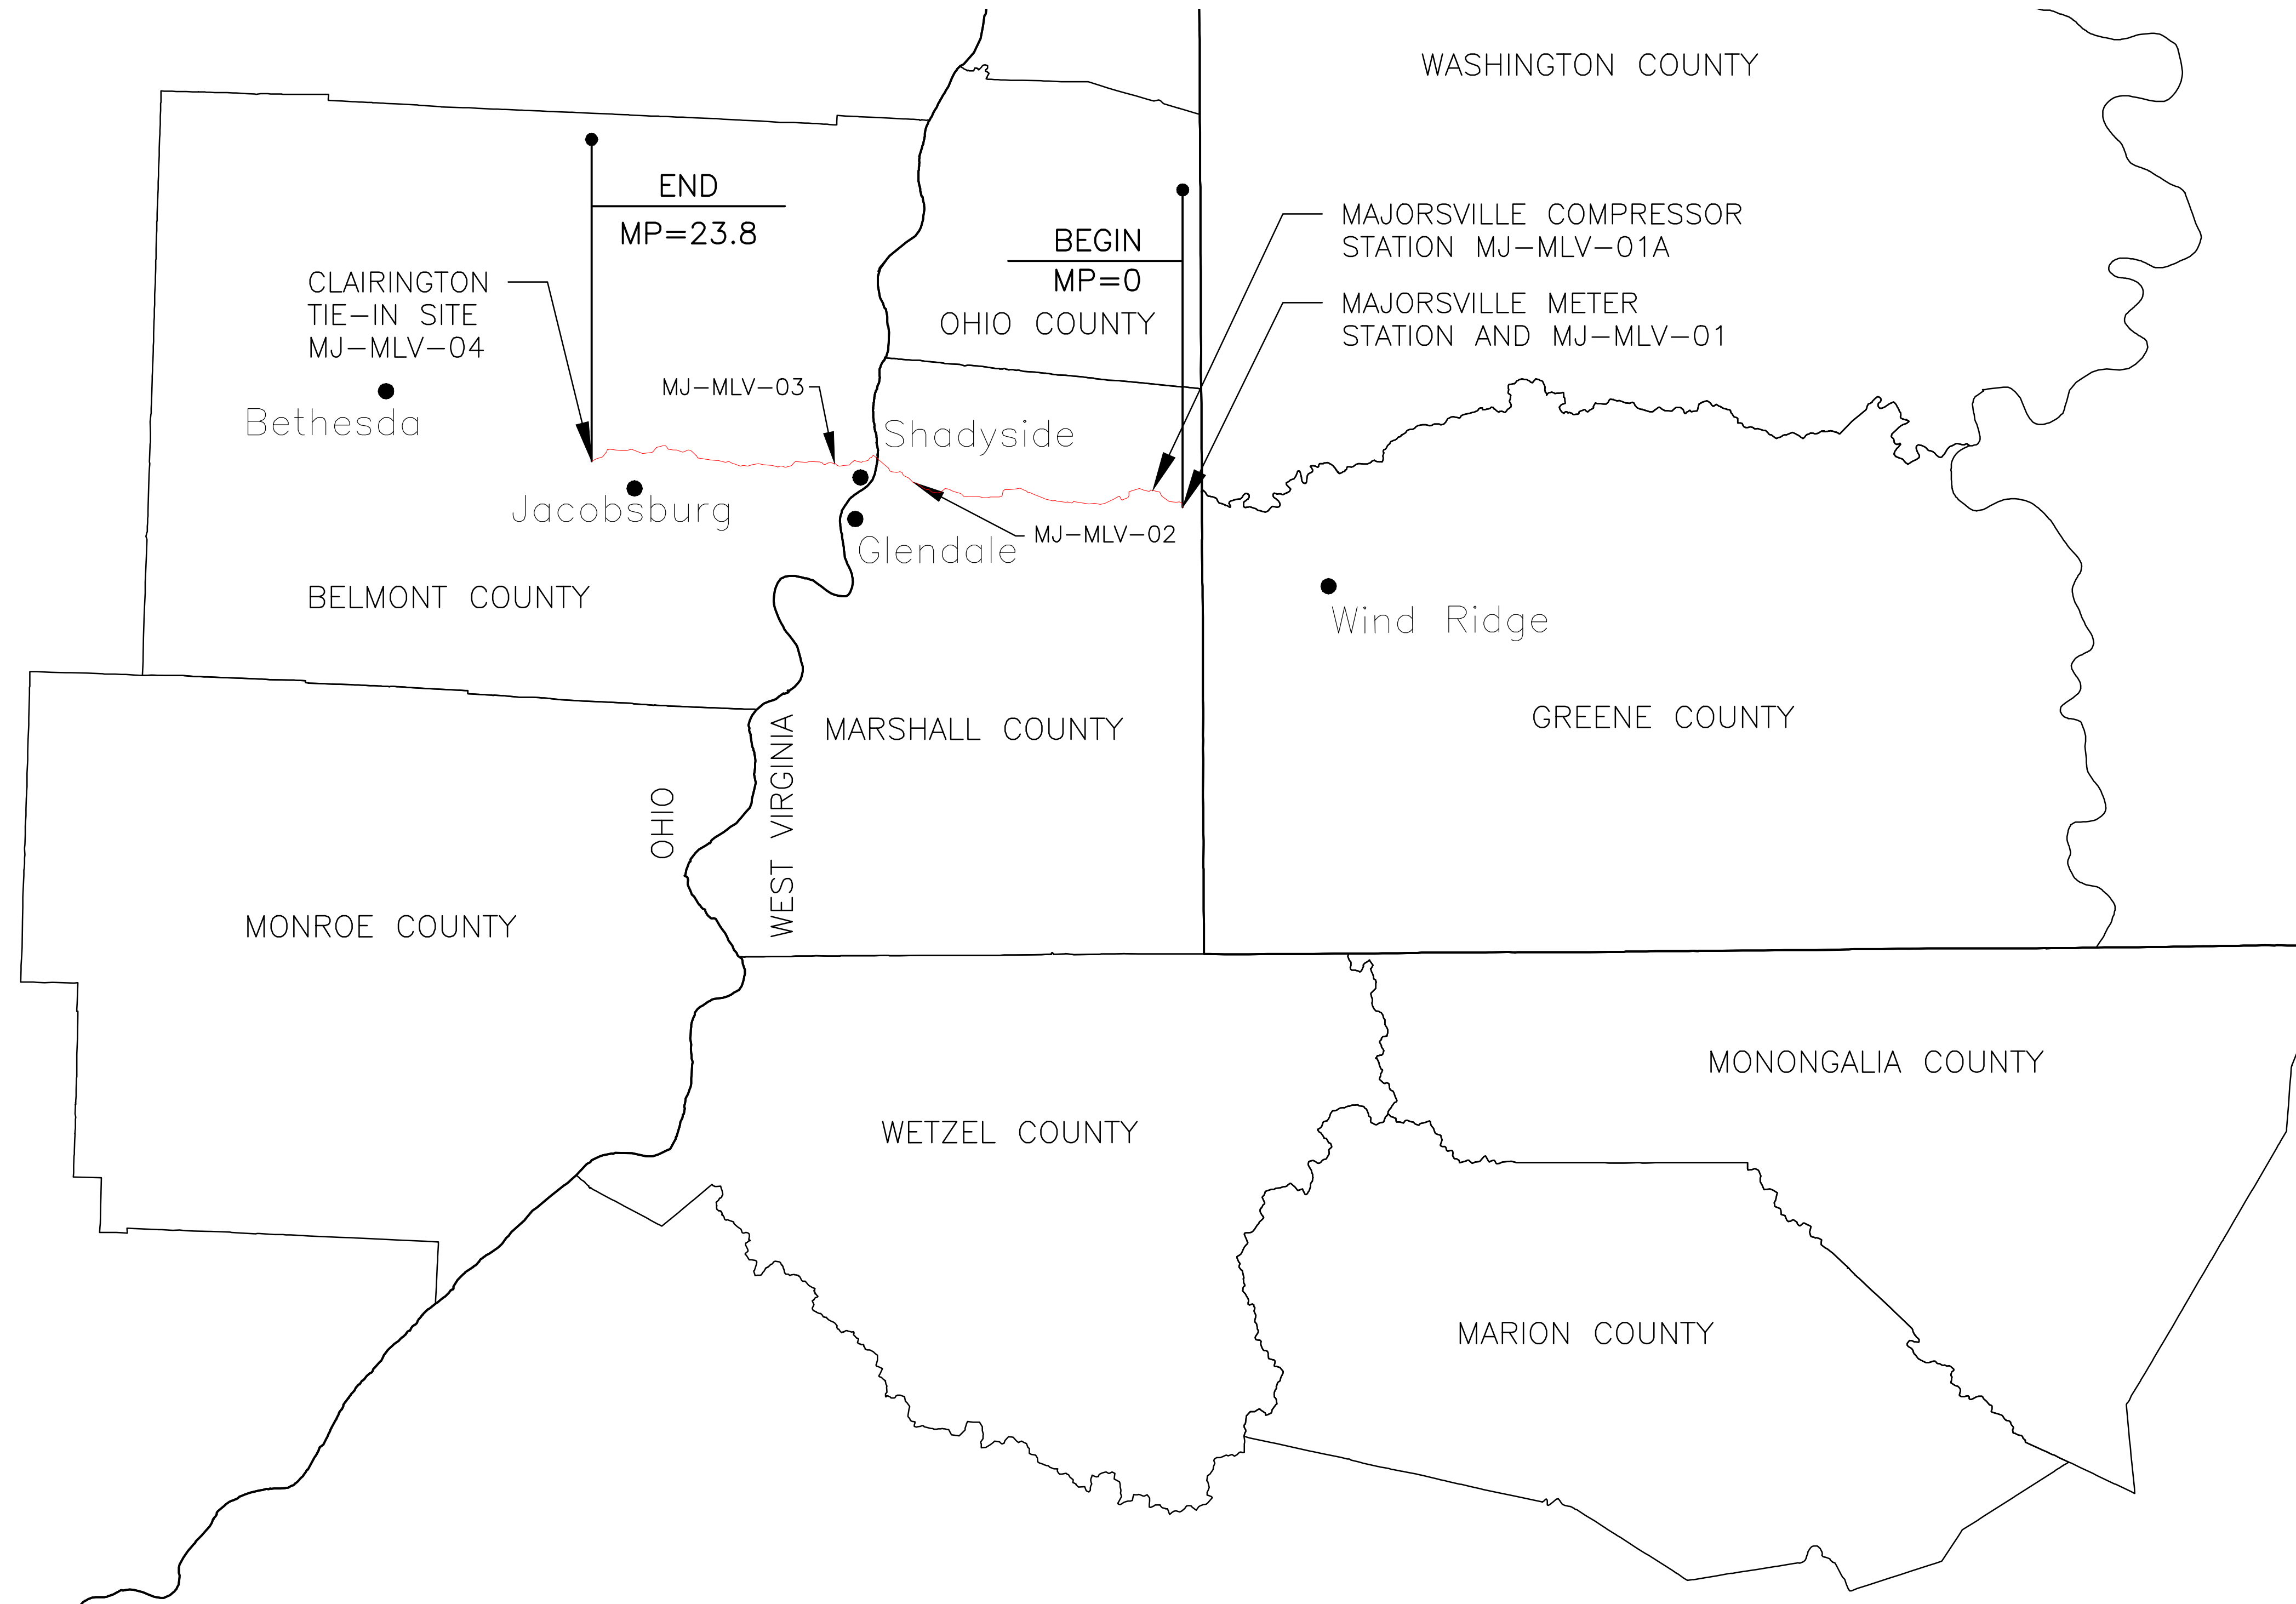 WASHINGTON COUNTY
END
MP=23.8
BEGIN
MP=0
OHIO COUNTY
MAJORSVILLE COMPRESSOR
STATION MJ-MLV-01A
MAJORSVILLE METER
STATION AND MJ-MLV-01
CLAIRINGTON
TIE-IN SITE
MJ-MLV-04
MJ-MLV-03
Bethesda
Shadyside
Jacobsburg
MJ-MLV-02
Glendale
BELMONT COUNTY
Wind Ridge
MARSHALL COUNTY
GREENE COUNTY
OHIO
WEST VIRGINIA
MONROE COUNTY
MONONGALIA COUNTY
WETZEL COUNTY
MARION COUNTY